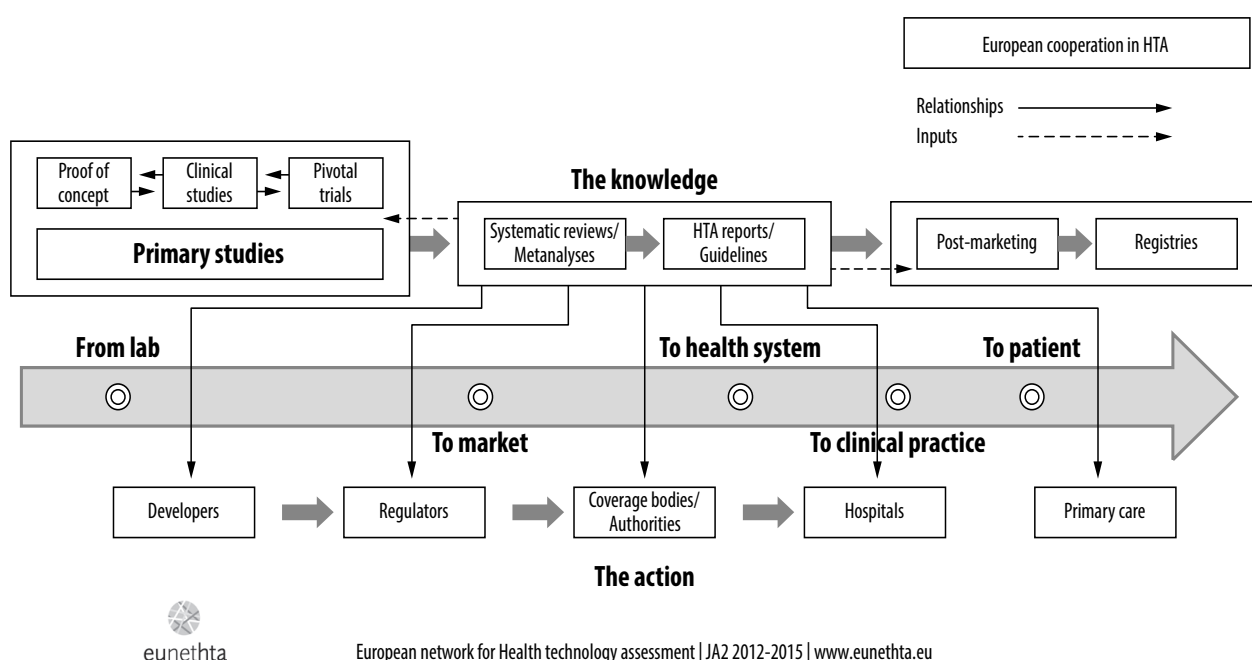 European cooperation in HTA
Relationships
Inputs
Proof of
concept
Clinical
studies
Pivotal
trials
Primary studies
The knowledge
Systematic reviews/
Metanalyses
HTA reports/
Guidelines
Post-marketing
Registries
From lab
To health system
To patient
To market
To clinical practice
Developers
Regulators
Coverage bodies/
Authorities
Hospitals
Primary care
The action
eunethta
European network for Health technology assessment | JA2 2012-2015 | www.eunethta.eu